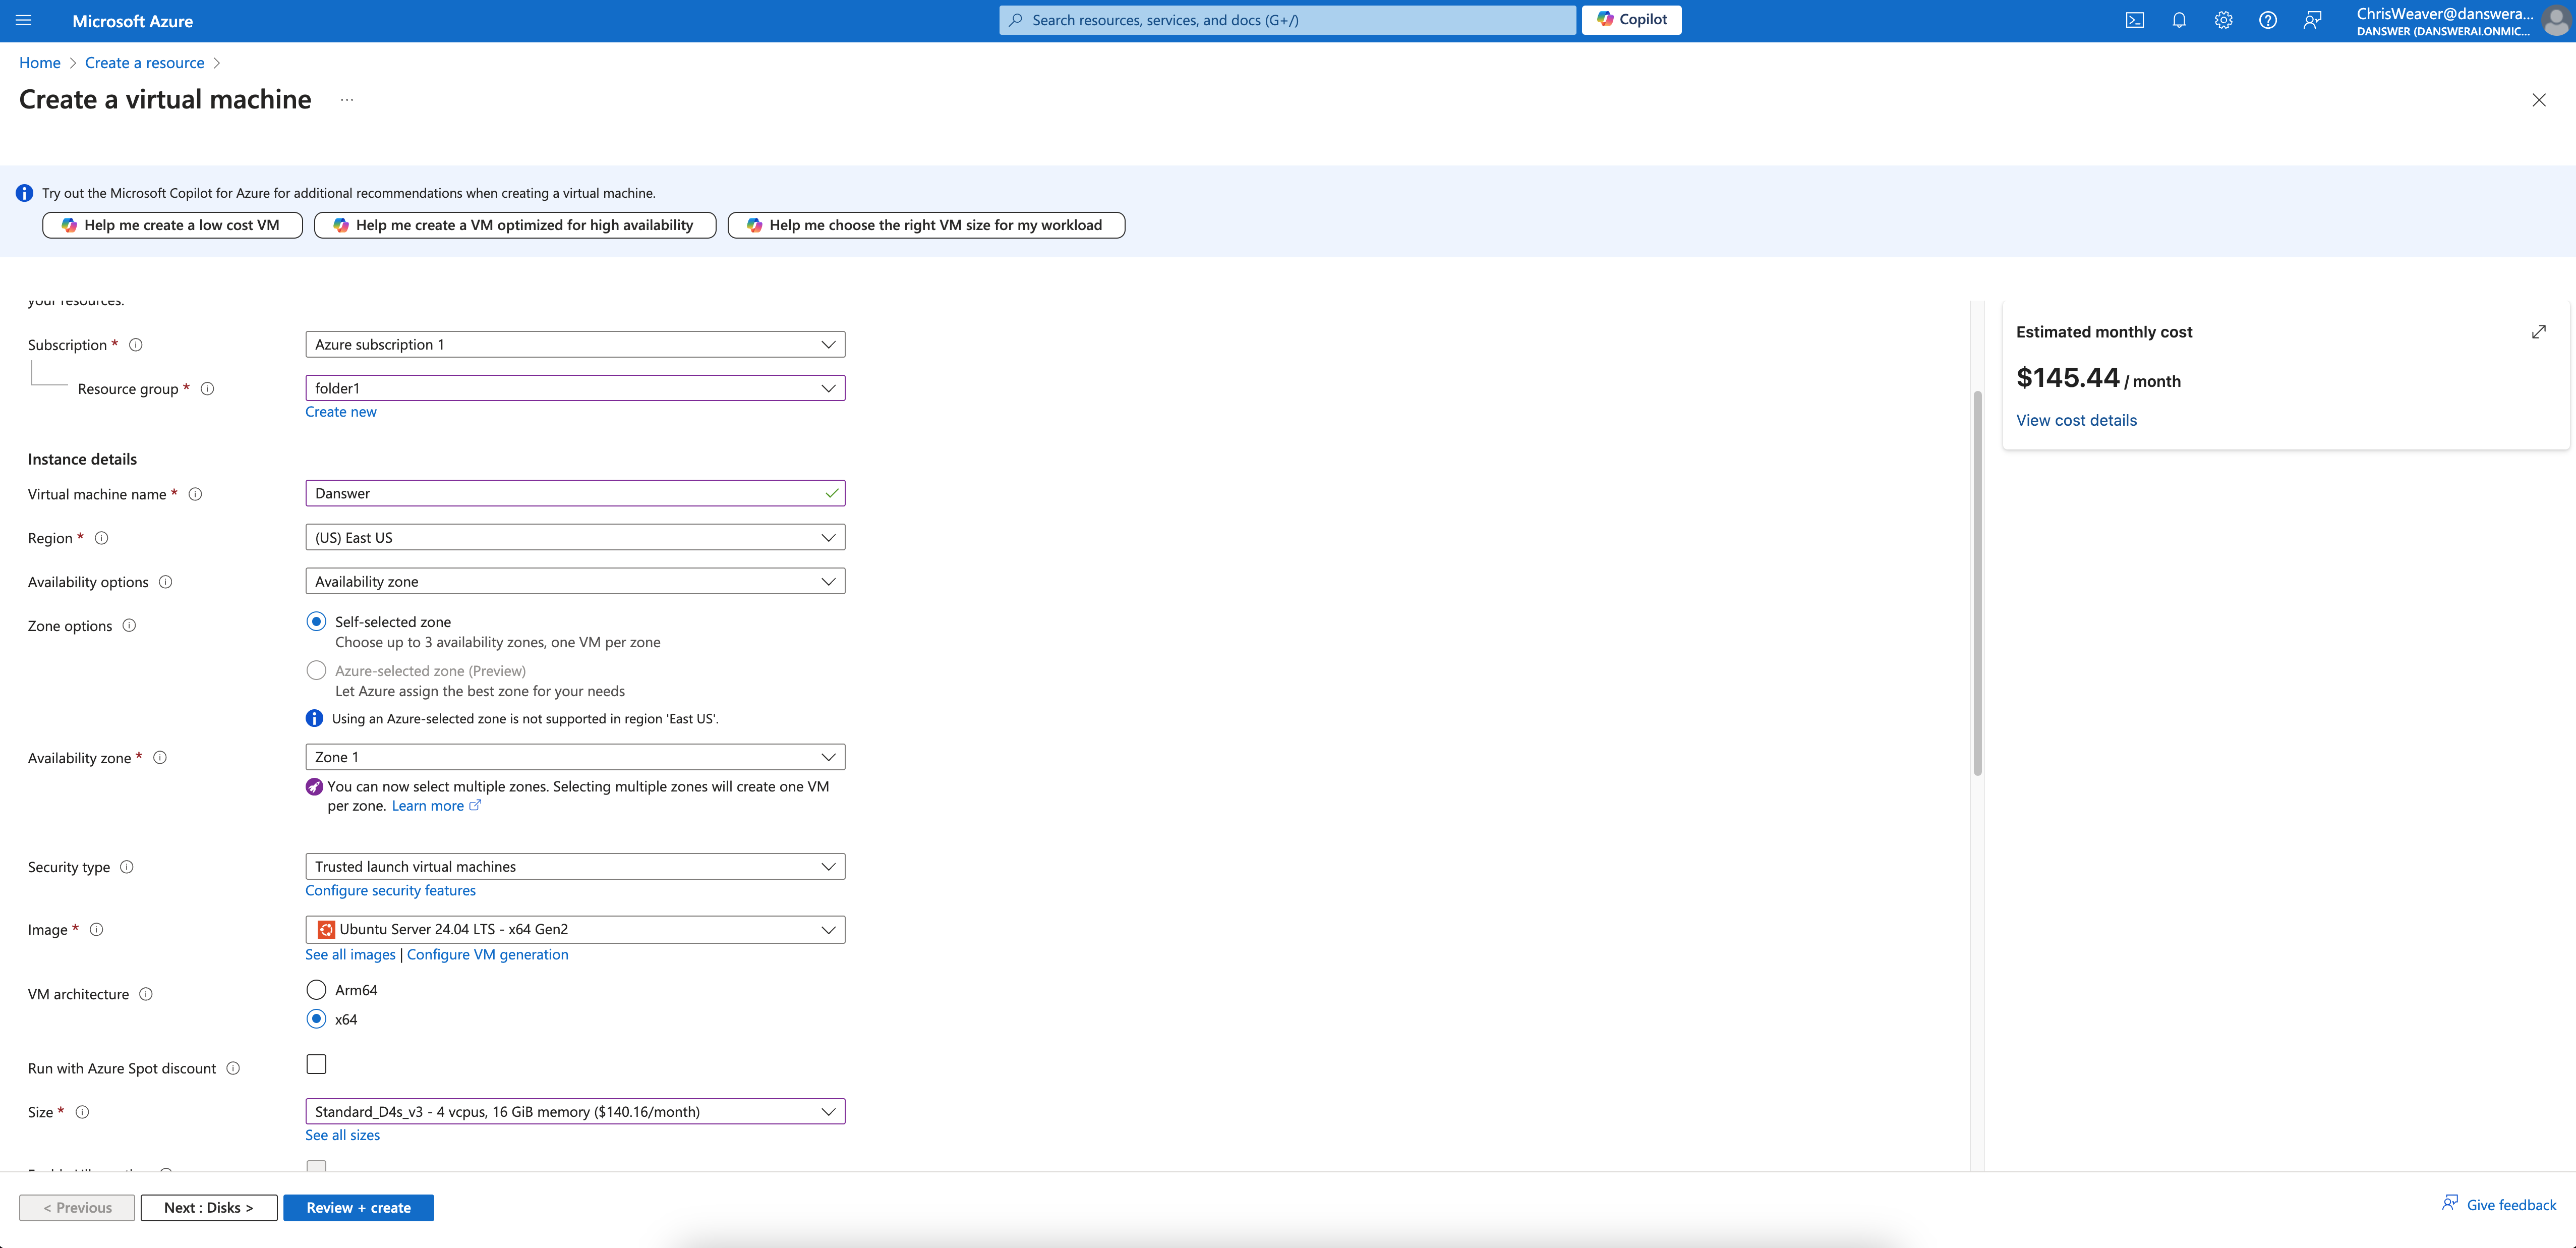 Microsoft Azure
Search resources, services, and docs (G+/)
Copilot
ChrisWeaver@danswera...
DANSWER (DANSWERAI.ONMIC...
Home > Create a resource >
Create a virtual machine ...
Try out the Microsoft Copilot for Azure for additional recommendations when creating a virtual machine.
Help me create a low cost VM
Help me create a VM optimized for high availability
Help me choose the right VM size for my workload
your resources.
Subscription *
Azure subscription 1
Resource group *
folder1
Create new
Instance details
Virtual machine name *
Danswer
Region *
(US) East US
Availability options
Availability zone
Zone options
Self-selected zone
Choose up to 3 availability zones, one VM per zone
Azure-selected zone (Preview)
Let Azure assign the best zone for your needs
Using an Azure-selected zone is not supported in region 'East US'.
Availability zone *
Zone 1
You can now select multiple zones. Selecting multiple zones will create one VM
per zone. Learn more
Security type
Trusted launch virtual machines
Configure security features
Image *
Ubuntu Server 24.04 LTS - x64 Gen2
See all images | Configure VM generation
VM architecture
Arm64
x64
Run with Azure Spot discount
Size *
Standard_D4s_v3 - 4 vcpus, 16 GiB memory ($140.16/month)
See all sizes
Estimated monthly cost
$145.44 / month
View cost details
< Previous
Next : Disks >
Review + create
Give feedback